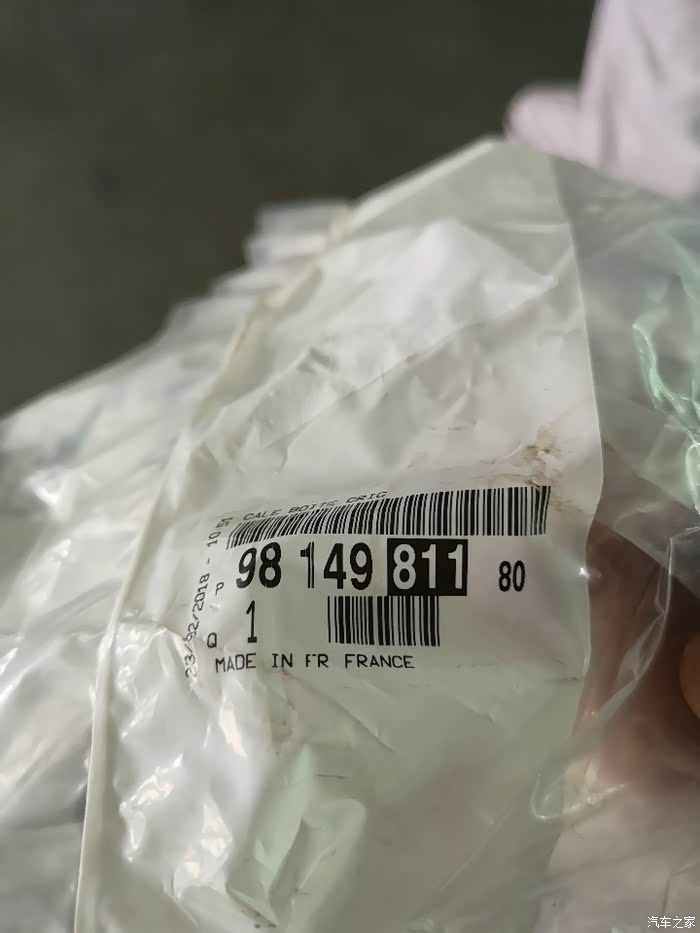 CALE BOITE CRIC
P 98 149 811 80
Q 1
MADE IN FR FRANCE
23/02/2018 - 10
汽车之家